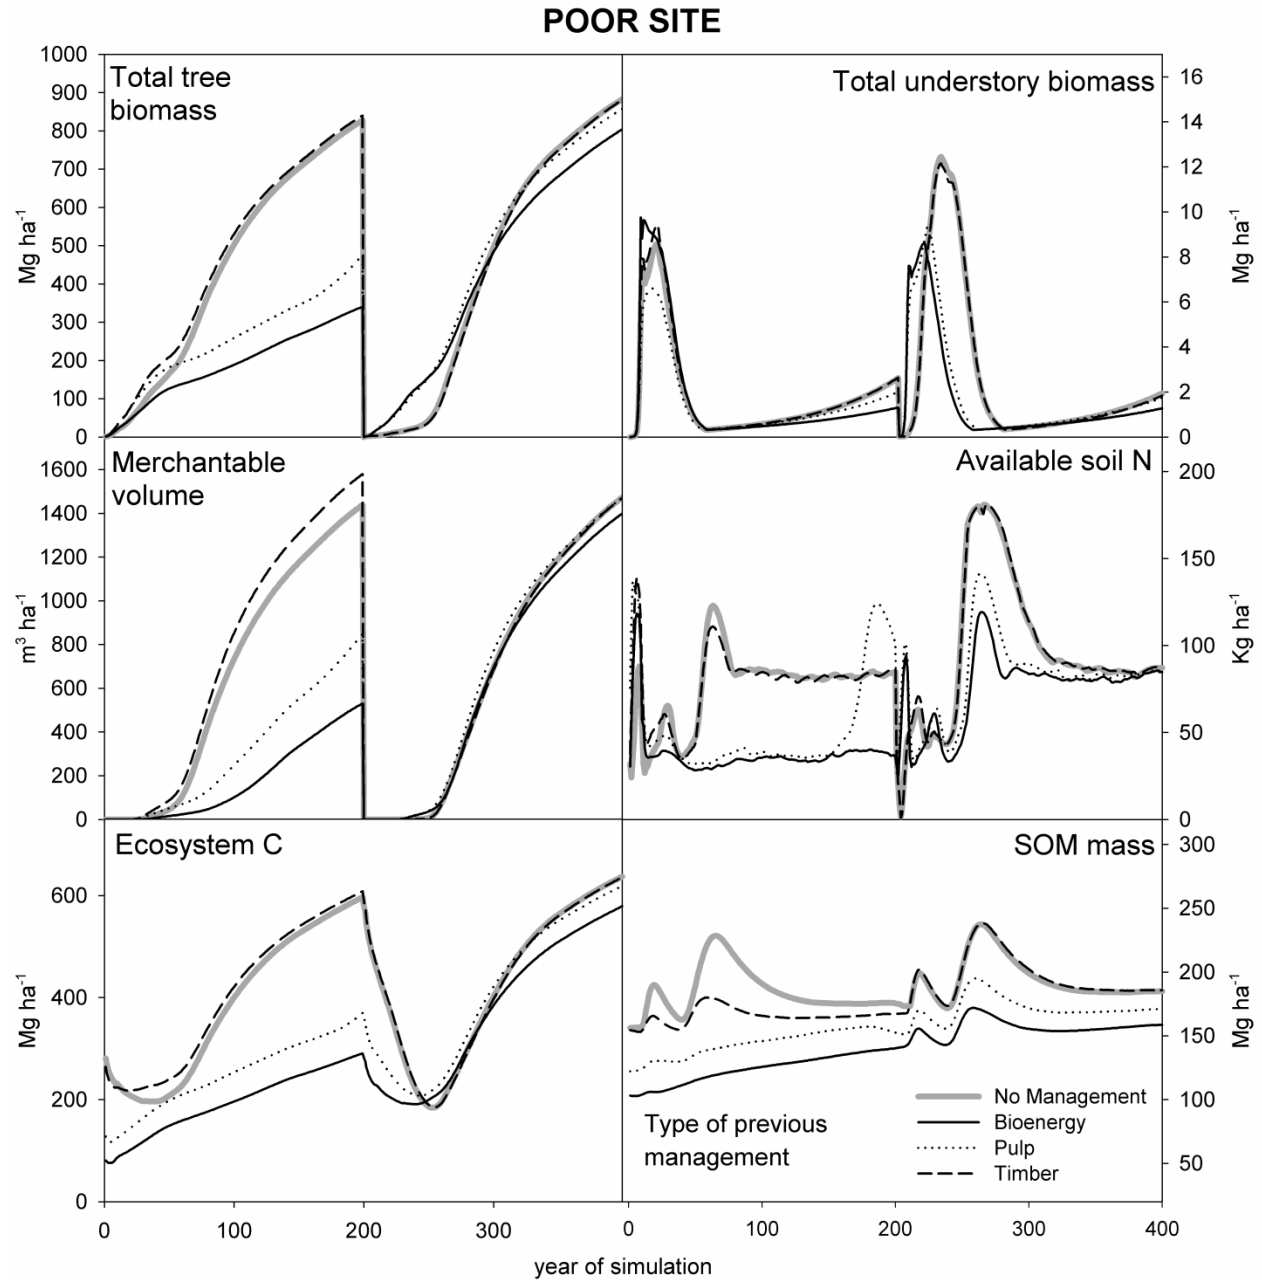 POOR SITE
Total tree
biomass
Total understory biomass
1000
900
800
700
600
500
400
300
200
100
0
Mg ha-1
16
14
12
10
8
6
4
2
0
Mg ha-1
Merchantable
volume
Available soil N
1600
1400
1200
1000
800
600
400
200
0
m3 ha-1
200
150
100
50
0
Kg ha-1
Ecosystem C
SOM mass
600
400
200
0
Mg ha-1
300
250
200
150
100
50
Mg ha-1
Type of previous
management
No Management
Bioenergy
Pulp
Timber
0 100 200 300
0 100 200 300 400
year of simulation